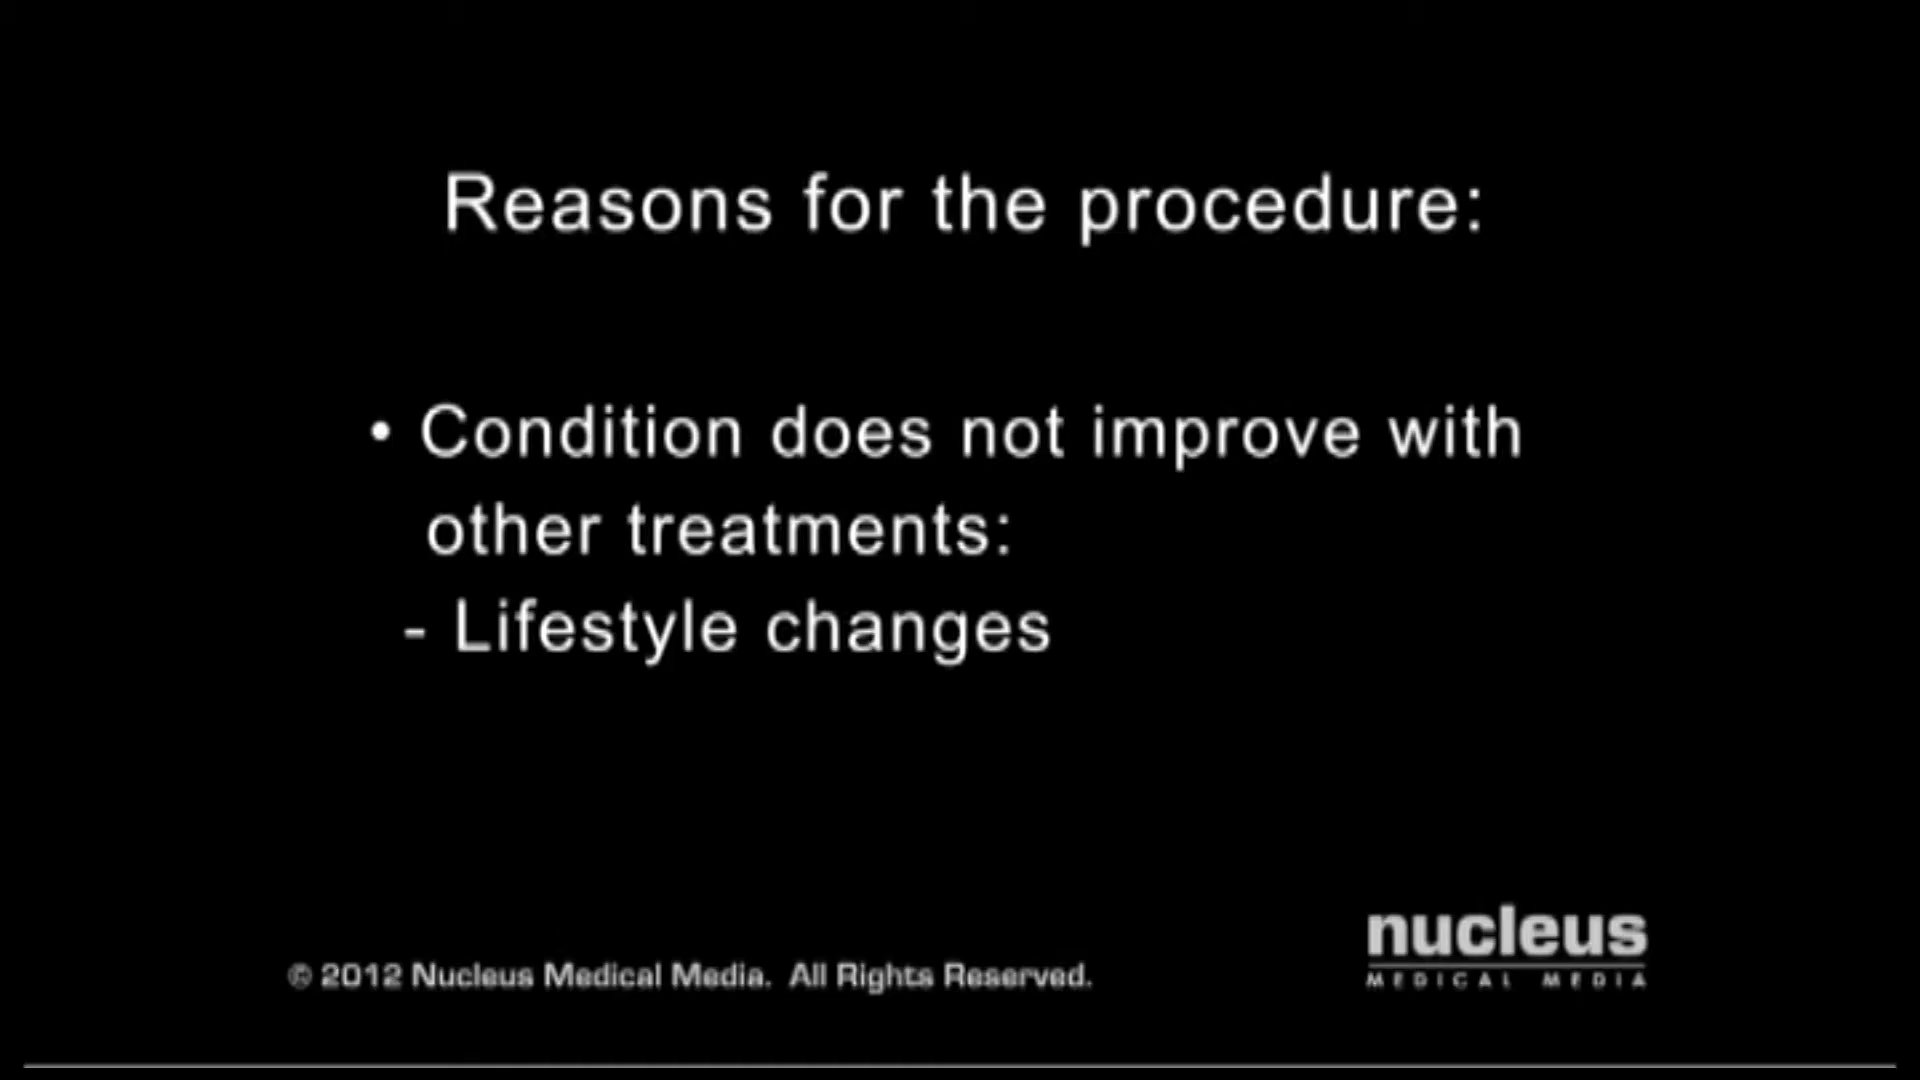 Reasons for the procedure:
• Condition does not improve with
other treatments:
- Lifestyle changes
nucleus
MEDICAL MEDIA
© 2012 Nucleus Medical Media. All Rights Reserved.